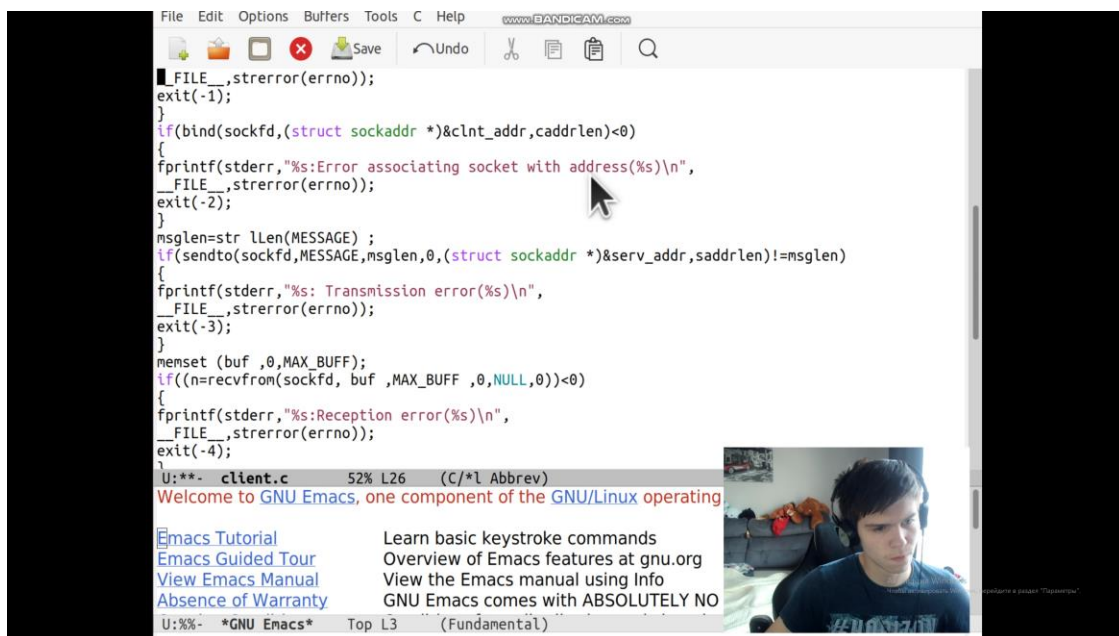 File Edit Options Buffers Tools C Help www.BANDICAM.com
Save Undo
_FILE__,strerror(errno));
exit(-1);
}
if(bind(sockfd,(struct sockaddr *)&clnt_addr,caddrlen)<0)
{
fprintf(stderr,"%s:Error associating socket with address(%s)\n",
__FILE__,strerror(errno));
exit(-2);
}
msglen=str lLen(MESSAGE) ;
if(sendto(sockfd,MESSAGE,msglen,0,(struct sockaddr *)&serv_addr,saddrlen)!=msglen)
{
fprintf(stderr,"%s: Transmission error(%s)\n",
__FILE__,strerror(errno));
exit(-3);
}
memset (buf ,0,MAX_BUFF);
if((n=recvfrom(sockfd, buf ,MAX_BUFF ,0,NULL,0))<0)
{
fprintf(stderr,"%s:Reception error(%s)\n",
__FILE__,strerror(errno));
exit(-4);
}
U:**- client.c 52% L26 (C/*l Abbrev)
Welcome to GNU Emacs, one component of the GNU/Linux operating
Emacs Tutorial Learn basic keystroke commands
Emacs Guided Tour Overview of Emacs features at gnu.org
View Emacs Manual View the Emacs manual using Info
Absence of Warranty GNU Emacs comes with ABSOLUTELY NO
перейдите в раздел "Параметры".
U:%%- *GNU Emacs* Top L3 (Fundamental)